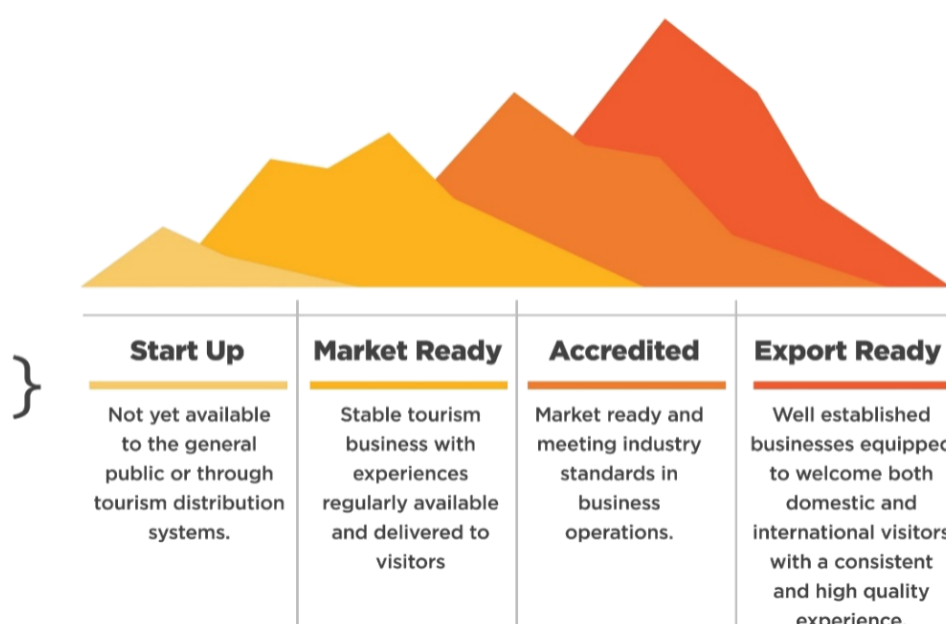 }
Start Up
Not yet available
to the general
public or through
tourism distribution
systems.
Market Ready
Stable tourism
business with
experiences
regularly available
and delivered to
visitors
Accredited
Market ready and
meeting industry
standards in
business
operations.
Export Ready
Well established
businesses equipped
to welcome both
domestic and
international visitors
with a consistent
and high quality
experience.